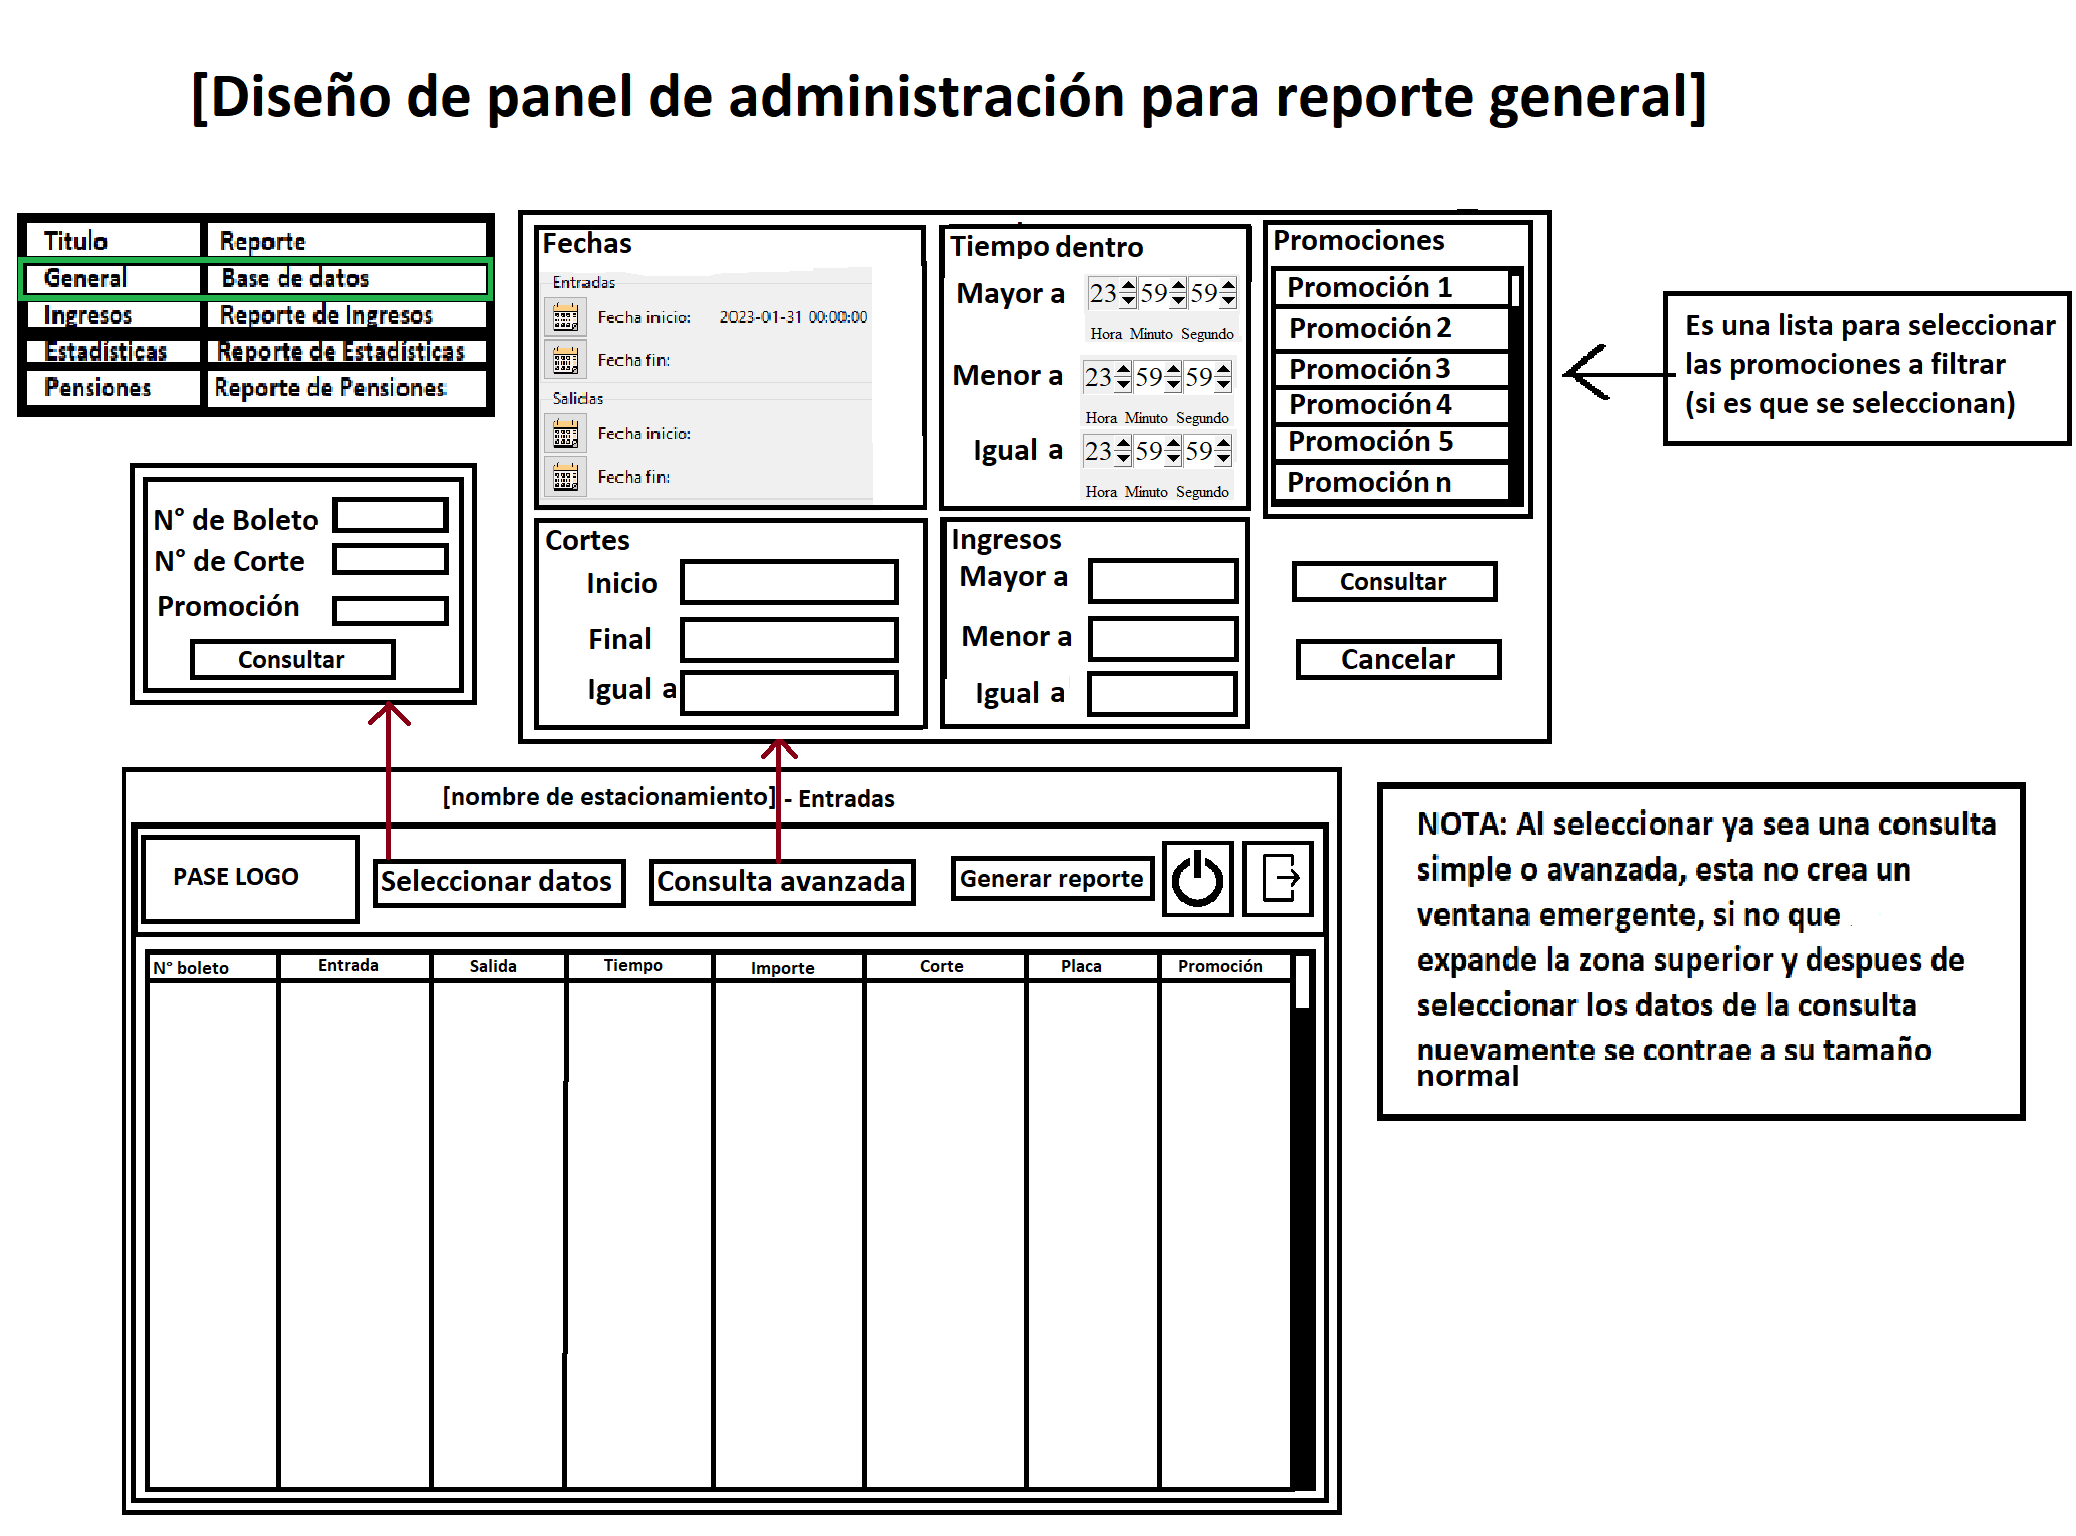 [Diseño de panel de administración para reporte general]
Titulo Reporte
General Base de datos
Ingresos Reporte de Ingresos
Estadísticas Reporte de Estadísticas
Pensiones Reporte de Pensiones
N° de Boleto
N° de Corte
Promoción
Consultar
Fechas
Entradas
Fecha inicio: 2023-01-31 00:00:00
Fecha fin:
Salidas
Fecha inicio:
Fecha fin:
Tiempo dentro
Mayor a 23 59 59
Hora Minuto Segundo
Menor a 23 59 59
Hora Minuto Segundo
Igual a 23 59 59
Hora Minuto Segundo
Promociones
Promoción 1
Promoción 2
Promoción 3
Promoción 4
Promoción 5
Promoción n
Es una lista para seleccionar
las promociones a filtrar
(si es que se seleccionan)
Cortes
Inicio
Final
Igual a
Ingresos
Mayor a
Menor a
Igual a
Consultar
Cancelar
[nombre de estacionamiento] - Entradas
PASE LOGO
Seleccionar datos
Consulta avanzada
Generar reporte
N° boleto Entrada Salida Tiempo Importe Corte Placa Promoción
NOTA: Al seleccionar ya sea una consulta
simple o avanzada, esta no crea un
ventana emergente, si no que
expande la zona superior y despues de
seleccionar los datos de la consulta
nuevamente se contrae a su tamaño
normal